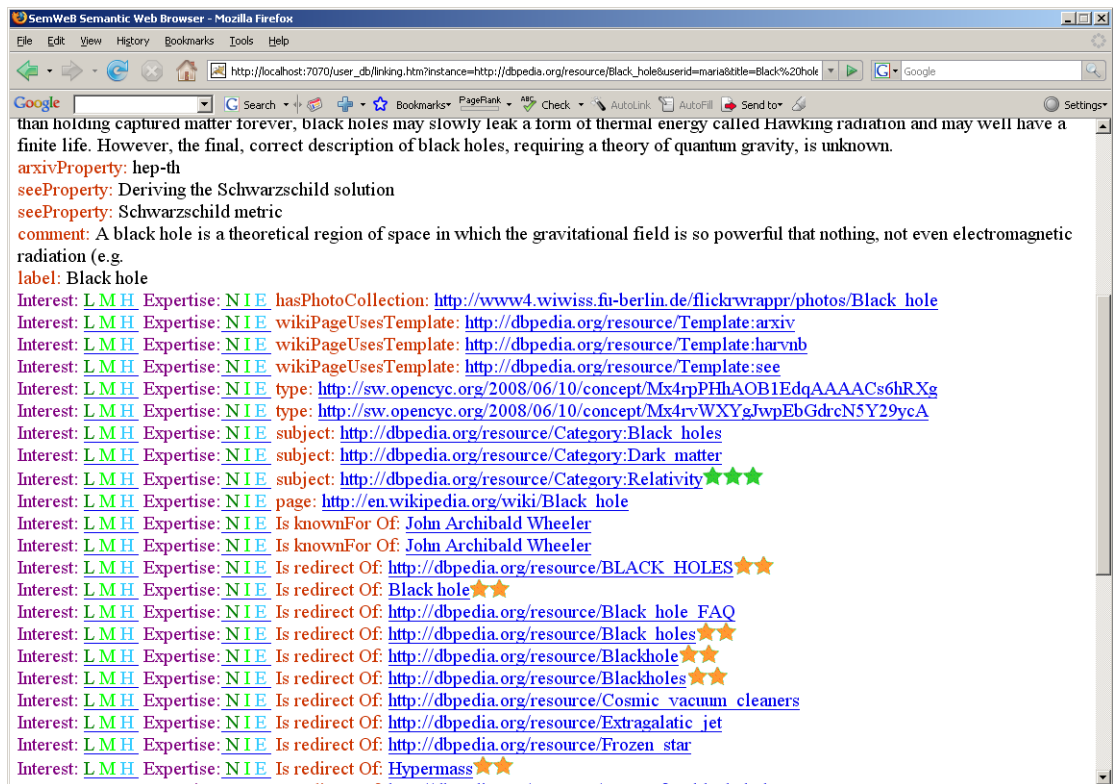 SemWeB Semantic Web Browser - Mozilla Firefox
File Edit View History Bookmarks Tools Help
http://localhost:7070/user_db/linking.htm?instance=http://dbpedia.org/resource/Black_hole&userid=maria&title=Black%20hole
G Google
Google G Search Bookmarks PageRank ABC Check AutoLink AutoFill Send to Settings
than holding captured matter forever, black holes may slowly leak a form of thermal energy called Hawking radiation and may well have a
finite life. However, the final, correct description of black holes, requiring a theory of quantum gravity, is unknown.
arxivProperty: hep-th
seeProperty: Deriving the Schwarzschild solution
seeProperty: Schwarzschild metric
comment: A black hole is a theoretical region of space in which the gravitational field is so powerful that nothing, not even electromagnetic
radiation (e.g.
label: Black hole
Interest: L M H Expertise: N I E hasPhotoCollection: http://www4.wiwiss.fu-berlin.de/flickrwrappr/photos/Black_hole
Interest: L M H Expertise: N I E wikiPageUsesTemplate: http://dbpedia.org/resource/Template:arxiv
Interest: L M H Expertise: N I E wikiPageUsesTemplate: http://dbpedia.org/resource/Template:harvnb
Interest: L M H Expertise: N I E wikiPageUsesTemplate: http://dbpedia.org/resource/Template:see
Interest: L M H Expertise: N I E type: http://sw.opencyc.org/2008/06/10/concept/Mx4rpPHhAOB1EdqAAAACs6hRXg
Interest: L M H Expertise: N I E type: http://sw.opencyc.org/2008/06/10/concept/Mx4rvWXYgJwpEbGdrcN5Y29ycA
Interest: L M H Expertise: N I E subject: http://dbpedia.org/resource/Category:Black_holes
Interest: L M H Expertise: N I E subject: http://dbpedia.org/resource/Category:Dark_matter
Interest: L M H Expertise: N I E subject: http://dbpedia.org/resource/Category:Relativity
Interest: L M H Expertise: N I E page: http://en.wikipedia.org/wiki/Black_hole
Interest: L M H Expertise: N I E Is knownFor Of: John Archibald Wheeler
Interest: L M H Expertise: N I E Is knownFor Of: John Archibald Wheeler
Interest: L M H Expertise: N I E Is redirect Of: http://dbpedia.org/resource/BLACK_HOLES
Interest: L M H Expertise: N I E Is redirect Of: Black hole
Interest: L M H Expertise: N I E Is redirect Of: http://dbpedia.org/resource/Black_hole_FAQ
Interest: L M H Expertise: N I E Is redirect Of: http://dbpedia.org/resource/Black_holes
Interest: L M H Expertise: N I E Is redirect Of: http://dbpedia.org/resource/Blackhole
Interest: L M H Expertise: N I E Is redirect Of: http://dbpedia.org/resource/Blackholes
Interest: L M H Expertise: N I E Is redirect Of: http://dbpedia.org/resource/Cosmic_vacuum_cleaners
Interest: L M H Expertise: N I E Is redirect Of: http://dbpedia.org/resource/Extragalatic_jet
Interest: L M H Expertise: N I E Is redirect Of: http://dbpedia.org/resource/Frozen_star
Interest: L M H Expertise: N I E Is redirect Of: Hypermass